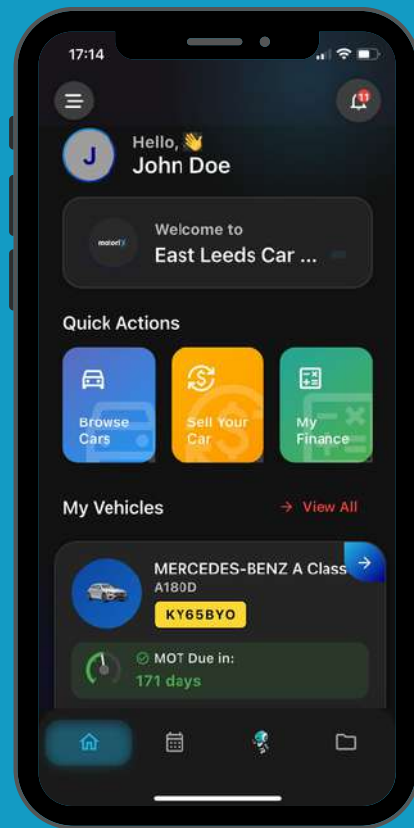 17:14
11
J
Hello, 👋
John Doe
motorfy
Welcome to
East Leeds Car ...
Quick Actions
Browse
Cars
Sell Your
Car
My
Finance
My Vehicles
→ View All
MERCEDES-BENZ A Class
A180D
KY65BYO
MOT Due in:
171 days